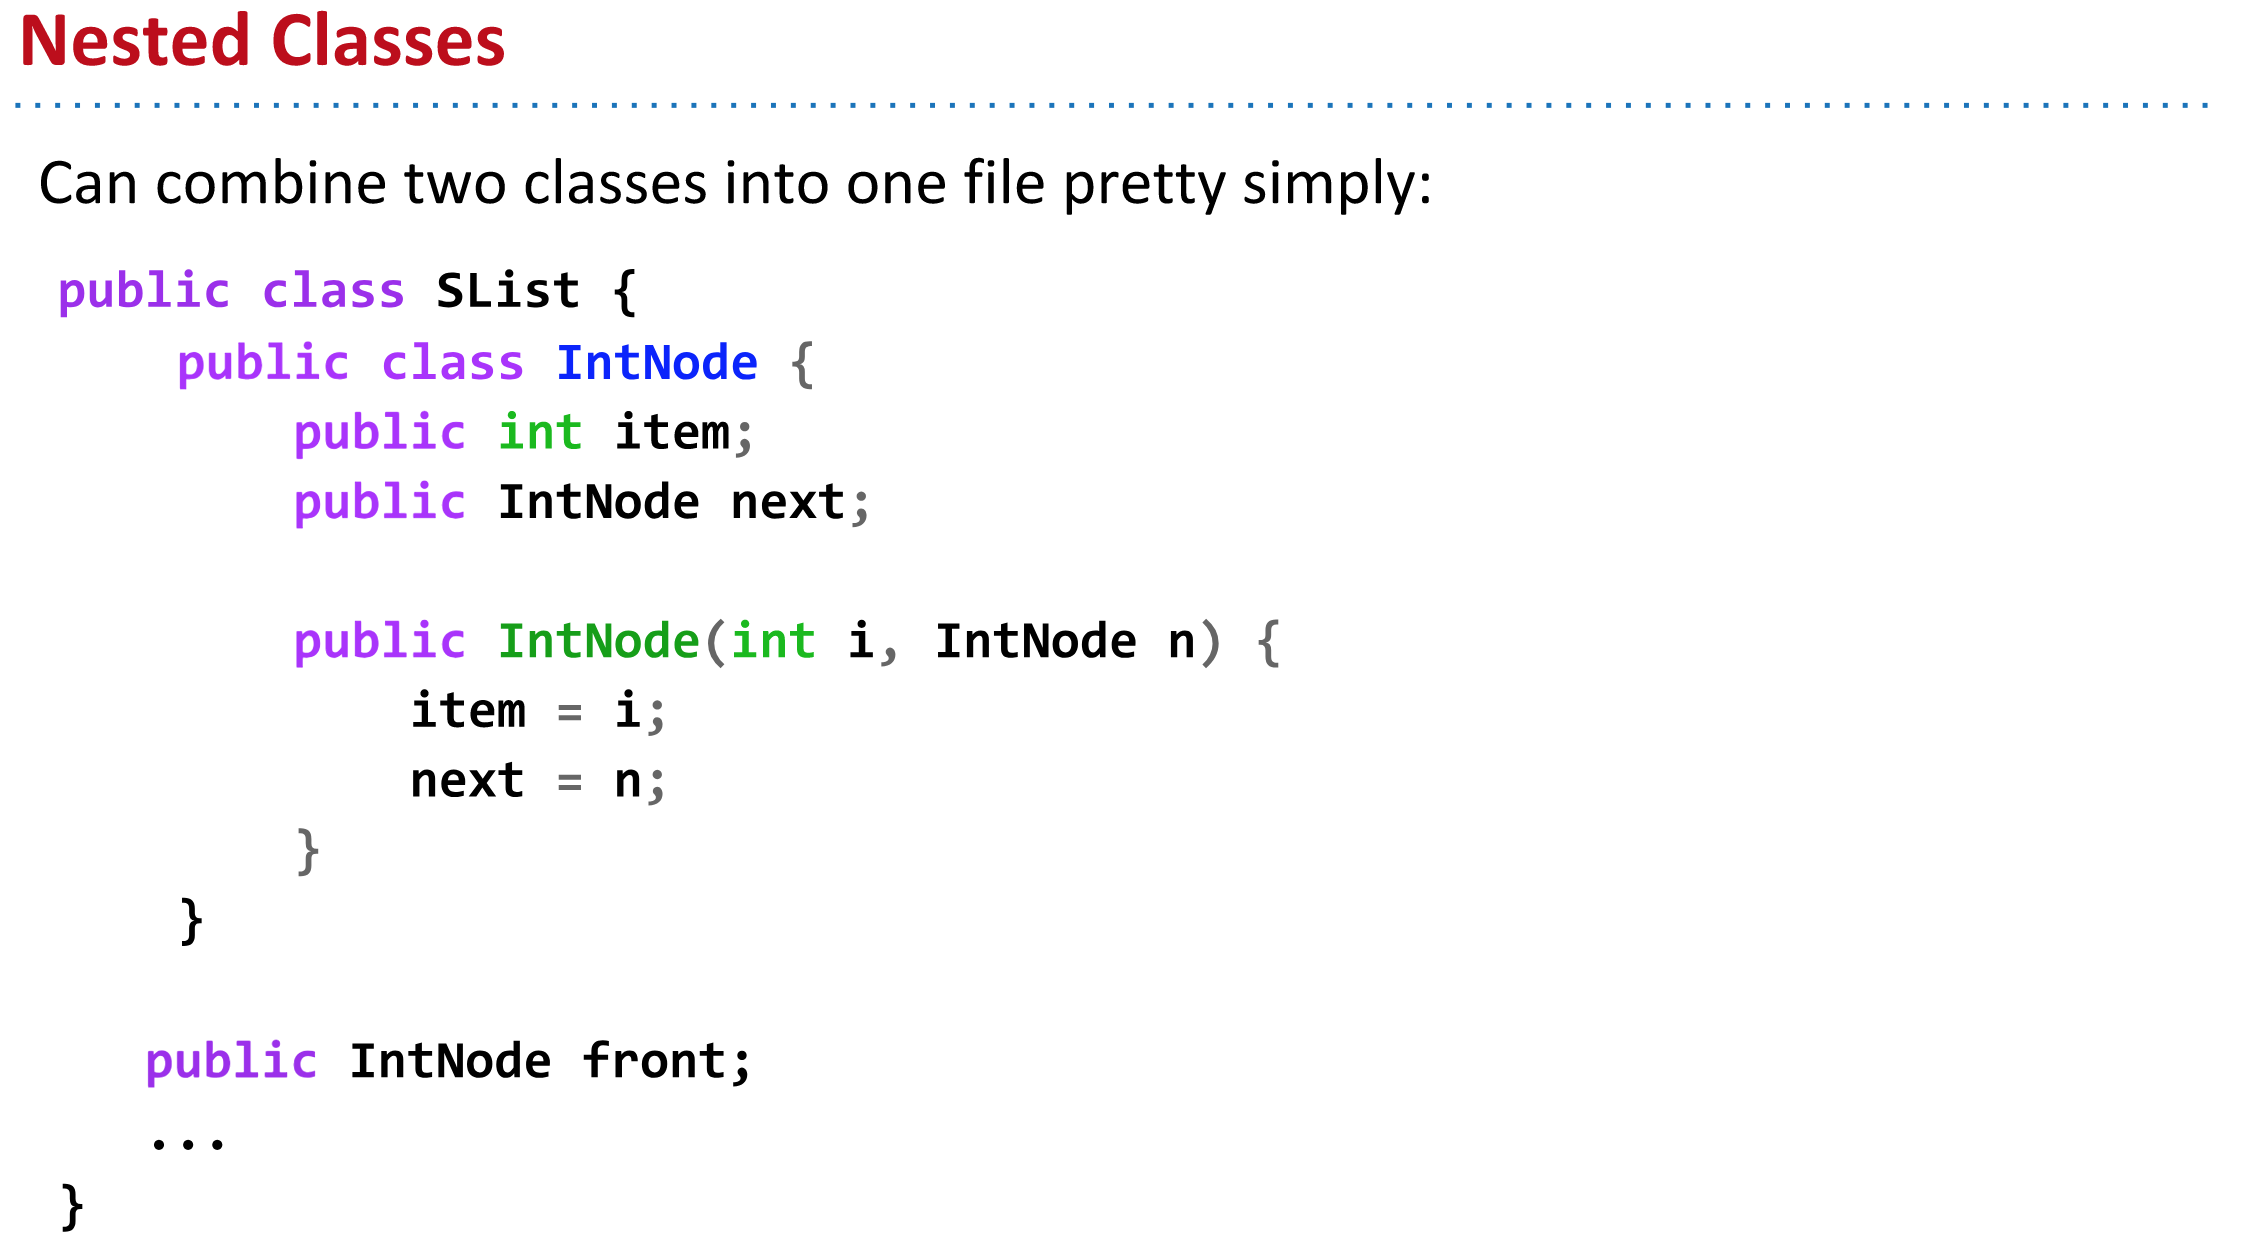 Nested Classes
Can combine two classes into one file pretty simply:
public class SList {
public class IntNode {
public int item;
public IntNode next;
public IntNode(int i, IntNode n) {
item = i;
next = n;
}
}
public IntNode front;
...
}